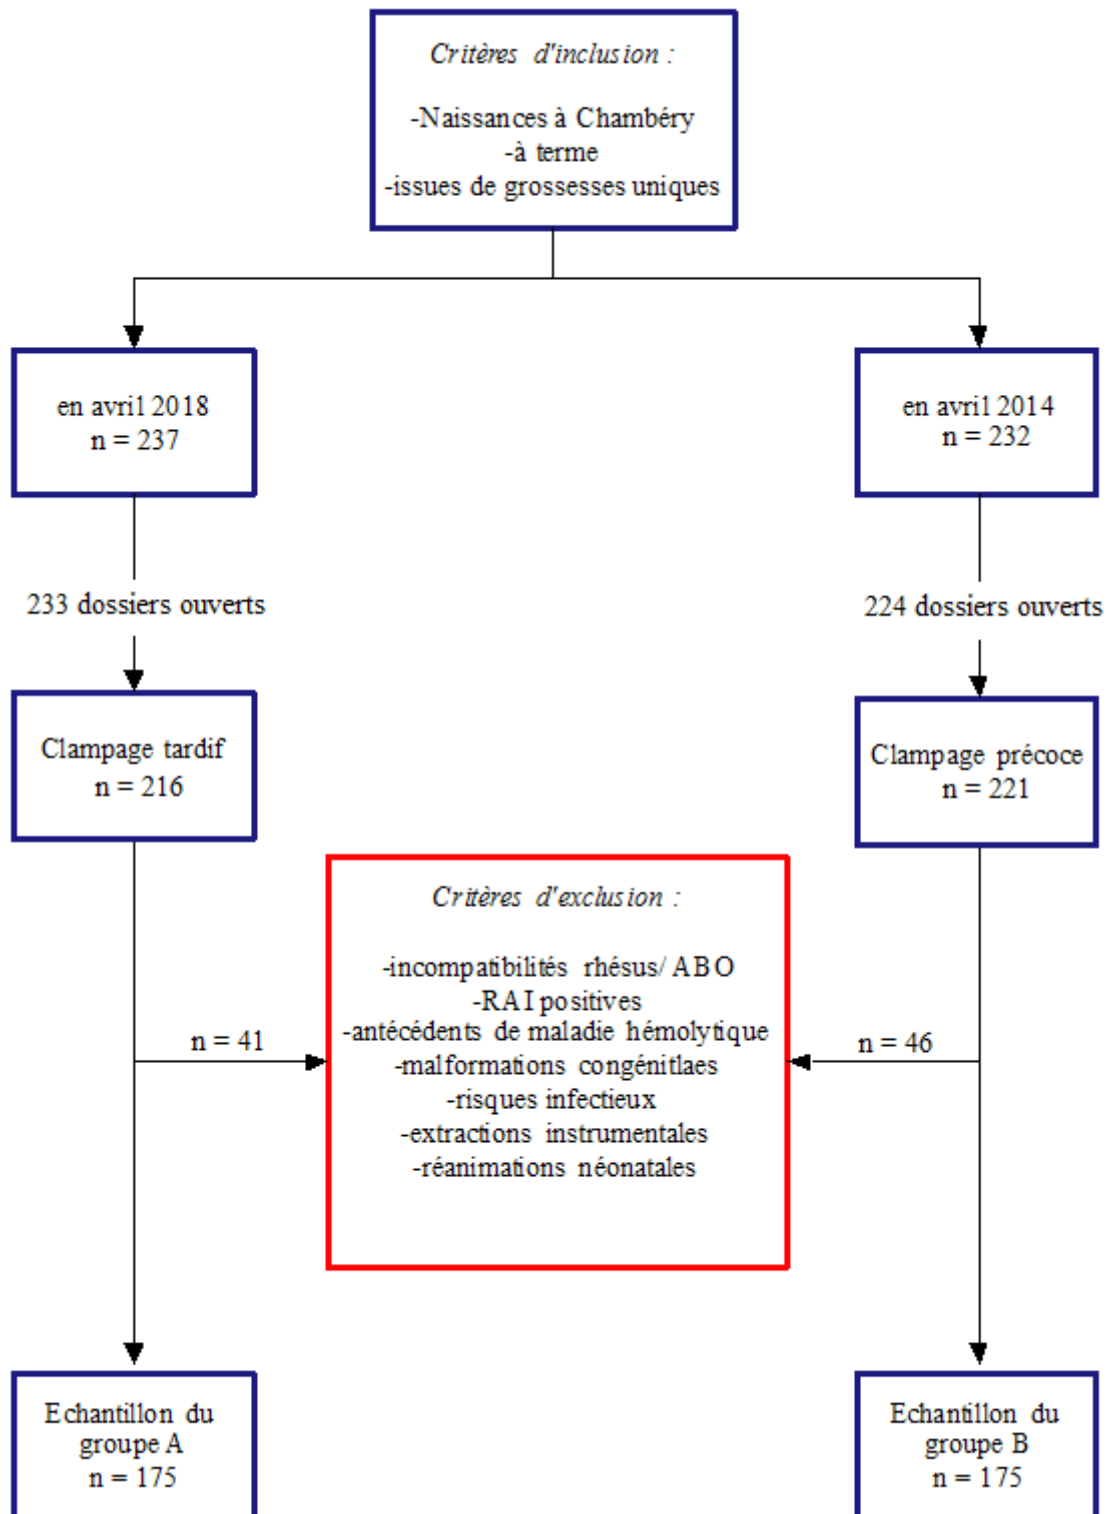 Critères d'inclusion :
-Naissances à Chambéry
-à terme
-issues de grossesses uniques
en avril 2018
n = 237
en avril 2014
n = 232
233 dossiers ouverts
224 dossiers ouverts
Clampage tardif
n = 216
Clampage précoce
n = 221
Critères d'exclusion :
-incompatibilités rhésus/ ABO
-RAI positives
-antécédents de maladie hémolytique
-malformations congénitlaes
-risques infectieux
-extractions instrumentales
-réanimations néonatales
n = 41
n = 46
Echantillon du
groupe A
n = 175
Echantillon du
groupe B
n = 175